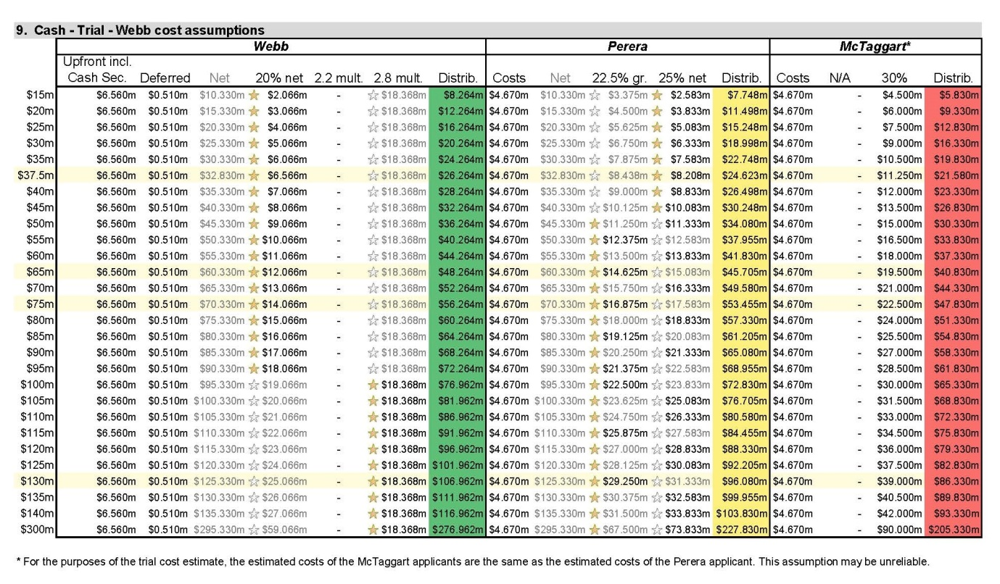 9. Cash - Trial - Webb cost assumptions
Webb Perera McTaggart*
Upfront incl.
Cash Sec. Deferred Net 20% net 2.2 mult. 2.8 mult. Distrib. Costs Net 22.5% gr. 25% net Distrib. Costs N/A 30% Distrib.
$15m $6.560m $0.510m $10.330m $2.066m - $18.368m $8.264m $4.670m $10.330m $3.375m $2.583m $7.748m $4.670m - $4.500m $5.830m
$20m $6.560m $0.510m $15.330m $3.066m - $18.368m $12.264m $4.670m $15.330m $4.500m $3.833m $11.498m $4.670m - $6.000m $9.330m
$25m $6.560m $0.510m $20.330m $4.066m - $18.368m $16.264m $4.670m $20.330m $5.625m $5.083m $15.248m $4.670m - $7.500m $12.830m
$30m $6.560m $0.510m $25.330m $5.066m - $18.368m $20.264m $4.670m $25.330m $6.750m $6.333m $18.998m $4.670m - $9.000m $16.330m
$35m $6.560m $0.510m $30.330m $6.066m - $18.368m $24.264m $4.670m $30.330m $7.875m $7.583m $22.748m $4.670m - $10.500m $19.830m
$37.5m $6.560m $0.510m $32.830m $6.566m - $18.368m $26.264m $4.670m $32.830m $8.438m $8.208m $24.623m $4.670m - $11.250m $21.580m
$40m $6.560m $0.510m $35.330m $7.066m - $18.368m $28.264m $4.670m $35.330m $9.000m $8.833m $26.498m $4.670m - $12.000m $23.330m
$45m $6.560m $0.510m $40.330m $8.066m - $18.368m $32.264m $4.670m $40.330m $10.125m $10.083m $30.248m $4.670m - $13.500m $26.830m
$50m $6.560m $0.510m $45.330m $9.066m - $18.368m $36.264m $4.670m $45.330m $11.250m $11.333m $34.080m $4.670m - $15.000m $30.330m
$55m $6.560m $0.510m $50.330m $10.066m - $18.368m $40.264m $4.670m $50.330m $12.375m $12.583m $37.955m $4.670m - $16.500m $33.830m
$60m $6.560m $0.510m $55.330m $11.066m - $18.368m $44.264m $4.670m $55.330m $13.500m $13.833m $41.830m $4.670m - $18.000m $37.330m
$65m $6.560m $0.510m $60.330m $12.066m - $18.368m $48.264m $4.670m $60.330m $14.625m $15.083m $45.705m $4.670m - $19.500m $40.830m
$70m $6.560m $0.510m $65.330m $13.066m - $18.368m $52.264m $4.670m $65.330m $15.750m $16.333m $49.580m $4.670m - $21.000m $44.330m
$75m $6.560m $0.510m $70.330m $14.066m - $18.368m $56.264m $4.670m $70.330m $16.875m $17.583m $53.455m $4.670m - $22.500m $47.830m
$80m $6.560m $0.510m $75.330m $15.066m - $18.368m $60.264m $4.670m $75.330m $18.000m $18.833m $57.330m $4.670m - $24.000m $51.330m
$85m $6.560m $0.510m $80.330m $16.066m - $18.368m $64.264m $4.670m $80.330m $19.125m $20.083m $61.205m $4.670m - $25.500m $54.830m
$90m $6.560m $0.510m $85.330m $17.066m - $18.368m $68.264m $4.670m $85.330m $20.250m $21.333m $65.080m $4.670m - $27.000m $58.330m
$95m $6.560m $0.510m $90.330m $18.066m - $18.368m $72.264m $4.670m $90.330m $21.375m $22.583m $68.955m $4.670m - $28.500m $61.830m
$100m $6.560m $0.510m $95.330m $19.066m - $18.368m $76.962m $4.670m $95.330m $22.500m $23.833m $72.830m $4.670m - $30.000m $65.330m
$105m $6.560m $0.510m $100.330m $20.066m - $18.368m $81.962m $4.670m $100.330m $23.625m $25.083m $76.705m $4.670m - $31.500m $68.830m
$110m $6.560m $0.510m $105.330m $21.066m - $18.368m $86.962m $4.670m $105.330m $24.750m $26.333m $80.580m $4.670m - $33.000m $72.330m
$115m $6.560m $0.510m $110.330m $22.066m - $18.368m $91.962m $4.670m $110.330m $25.875m $27.583m $84.455m $4.670m - $34.500m $75.830m
$120m $6.560m $0.510m $115.330m $23.066m - $18.368m $96.962m $4.670m $115.330m $27.000m $28.833m $88.330m $4.670m - $36.000m $79.330m
$125m $6.560m $0.510m $120.330m $24.066m - $18.368m $101.962m $4.670m $120.330m $28.125m $30.083m $92.205m $4.670m - $37.500m $82.830m
$130m $6.560m $0.510m $125.330m $25.066m - $18.368m $106.962m $4.670m $125.330m $29.250m $31.333m $96.080m $4.670m - $39.000m $86.330m
$135m $6.560m $0.510m $130.330m $26.066m - $18.368m $111.962m $4.670m $130.330m $30.375m $32.583m $99.955m $4.670m - $40.500m $89.830m
$140m $6.560m $0.510m $135.330m $27.066m - $18.368m $116.962m $4.670m $135.330m $31.500m $33.833m $103.830m $4.670m - $42.000m $93.330m
$300m $6.560m $0.510m $295.330m $59.066m - $18.368m $276.962m $4.670m $295.330m $67.500m $73.833m $227.830m $4.670m - $90.000m $205.330m
* For the purposes of the trial cost estimate, the estimated costs of the McTaggart applicants are the same as the estimated costs of the Perera applicant. This assumption may be unreliable.